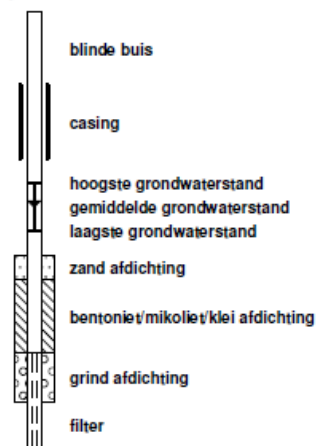 blinde buis
casing
hoogste grondwaterstand
gemiddelde grondwaterstand
laagste grondwaterstand
zand afdichting
bentoniet/mikoliet/klei afdichting
grind afdichting
filter